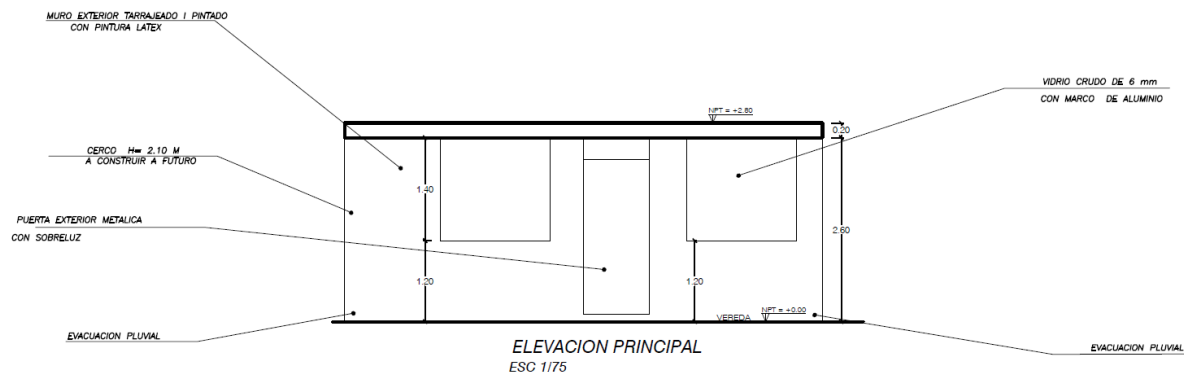 MURO EXTERIOR TARRAJEADO I PINTADO
CON PINTURA LATEX
VIDRIO CRUDO DE 6 mm
CON MARCO DE ALUMINIO
NPT = +2.80
0.20
CERCO H= 2.10 M
A CONSTRUIR A FUTURO
1.40
PUERTA EXTERIOR METALICA
CON SOBRELUZ
2.60
1.20
1.20
VEREDA
NPT = +0.00
EVACUACION PLUVIAL
EVACUACION PLUVIAL
ELEVACION PRINCIPAL
ESC 1/75